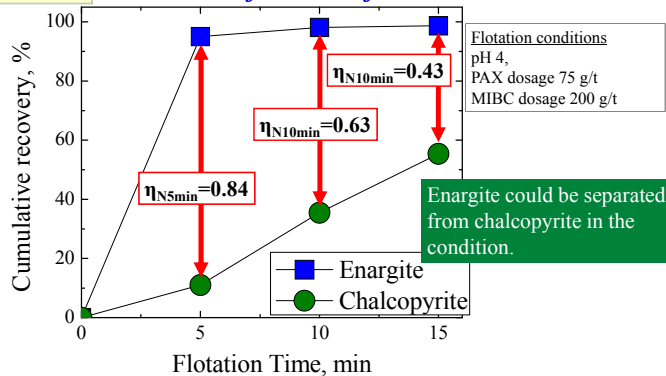 Cumulative recovery, %
100
80
60
40
20
0
0
5
10
15
Flotation Time, min
ηN5min=0.84
ηN10min=0.63
ηN10min=0.43
Enargite
Chalcopyrite
Flotation conditions
pH 4,
PAX dosage 75 g/t
MIBC dosage 200 g/t
Enargite could be separated
from chalcopyrite in the
condition.